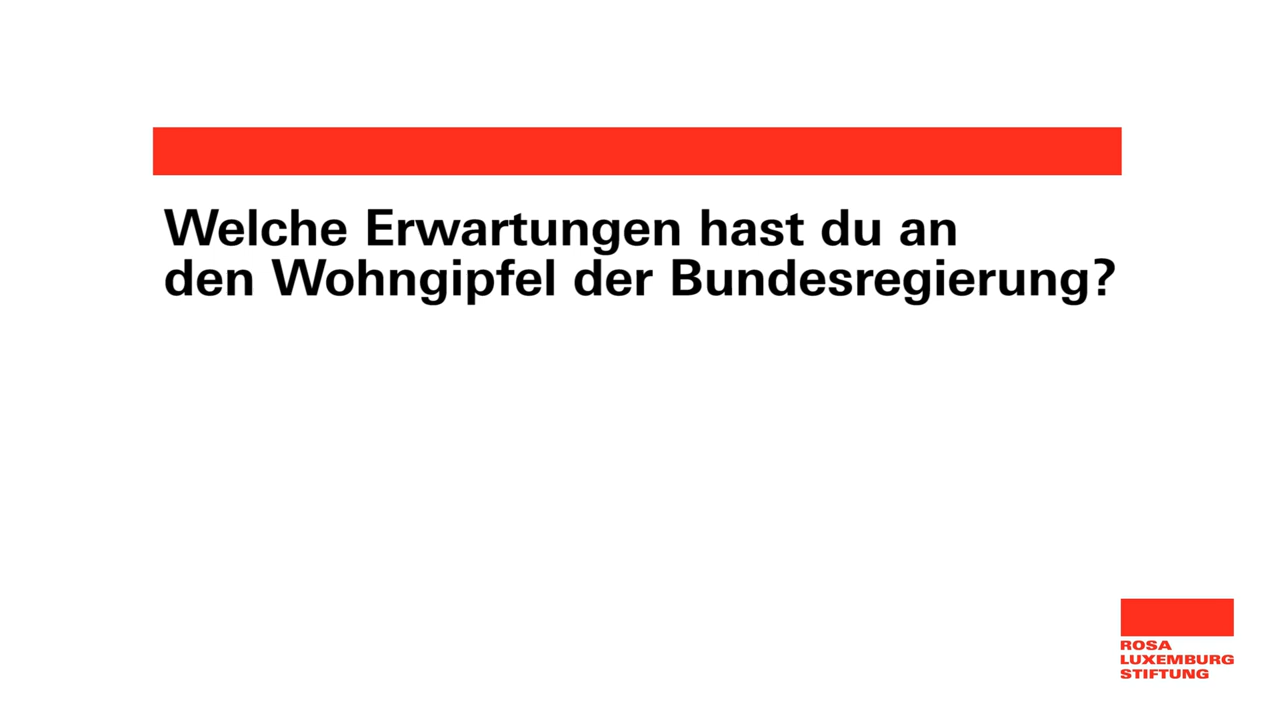 Welche Erwartungen hast du an
den Wohngipfel der Bundesregierung?
ROSA
LUXEMBURG
STIFTUNG